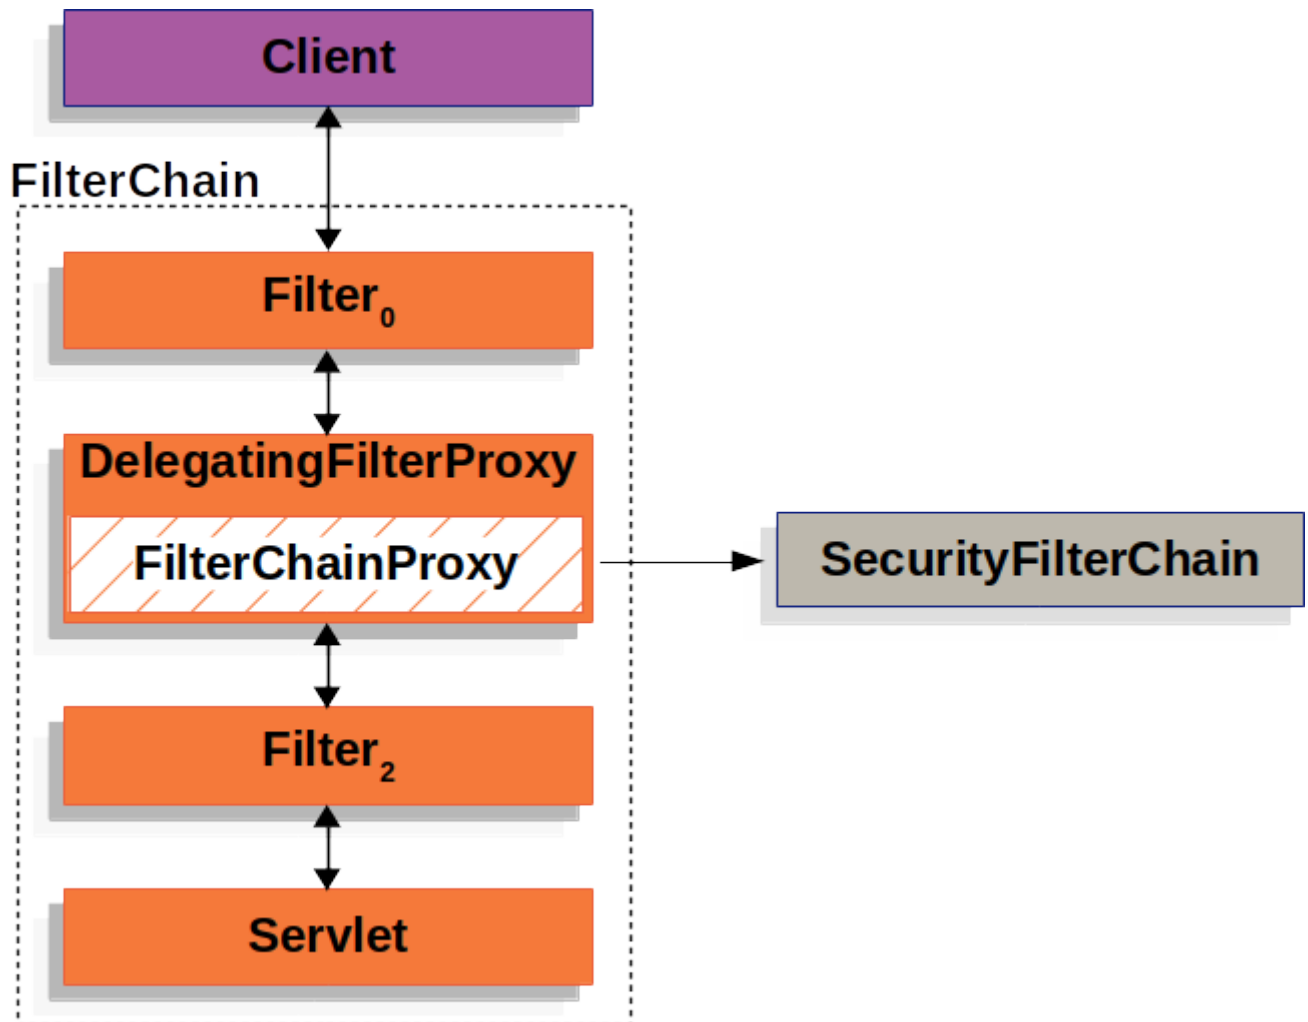 Client
FilterChain
Filter0
DelegatingFilterProxy
FilterChainProxy
SecurityFilterChain
Filter2
Servlet